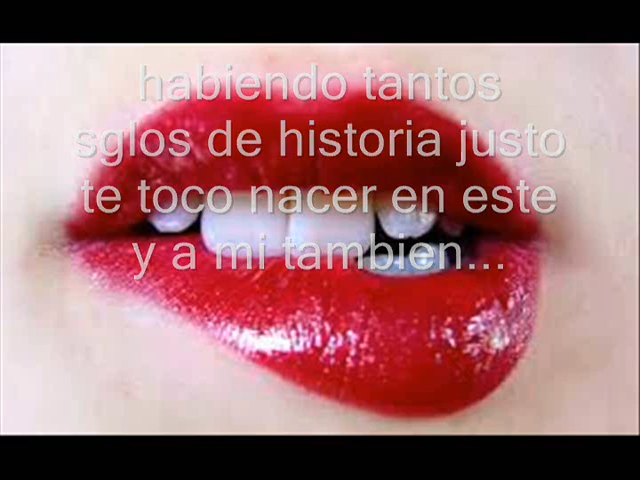 habiendo tantos
sglos de historia justo
te toco nacer en este
y a mi tambien...